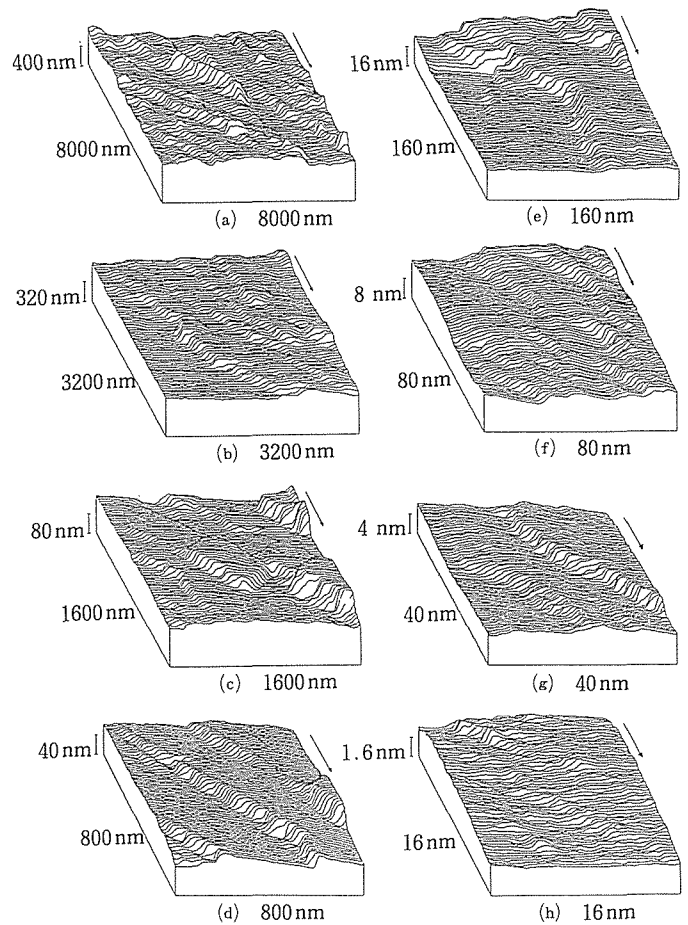 400 nm
8000 nm
(a) 8000 nm
320 nm
3200 nm
(b) 3200 nm
80 nm
1600 nm
(c) 1600 nm
40 nm
800 nm
(d) 800 nm
16 nm
160 nm
(e) 160 nm
8 nm
80 nm
(f) 80 nm
4 nm
40 nm
(g) 40 nm
1.6 nm
16 nm
(h) 16 nm